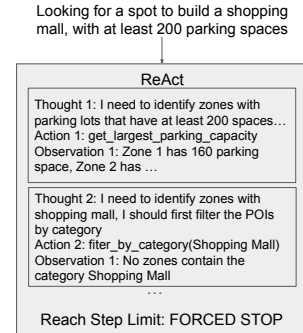 Looking for a spot to build a shopping
mall, with at least 200 parking spaces
ReAct
Thought 1: I need to identify zones with
parking lots that have at least 200 spaces…
Action 1: get_largest_parking_capacity
Observation 1: Zone 1 has 160 parking
space, Zone 2 has …
Thought 2: I need to identify zones with
shopping mall, I should first filter the POIs
by category
Action 2: fiter_by_category(Shopping Mall)
Observation 1: No zones contain the
category Shopping Mall
…
Reach Step Limit: FORCED STOP